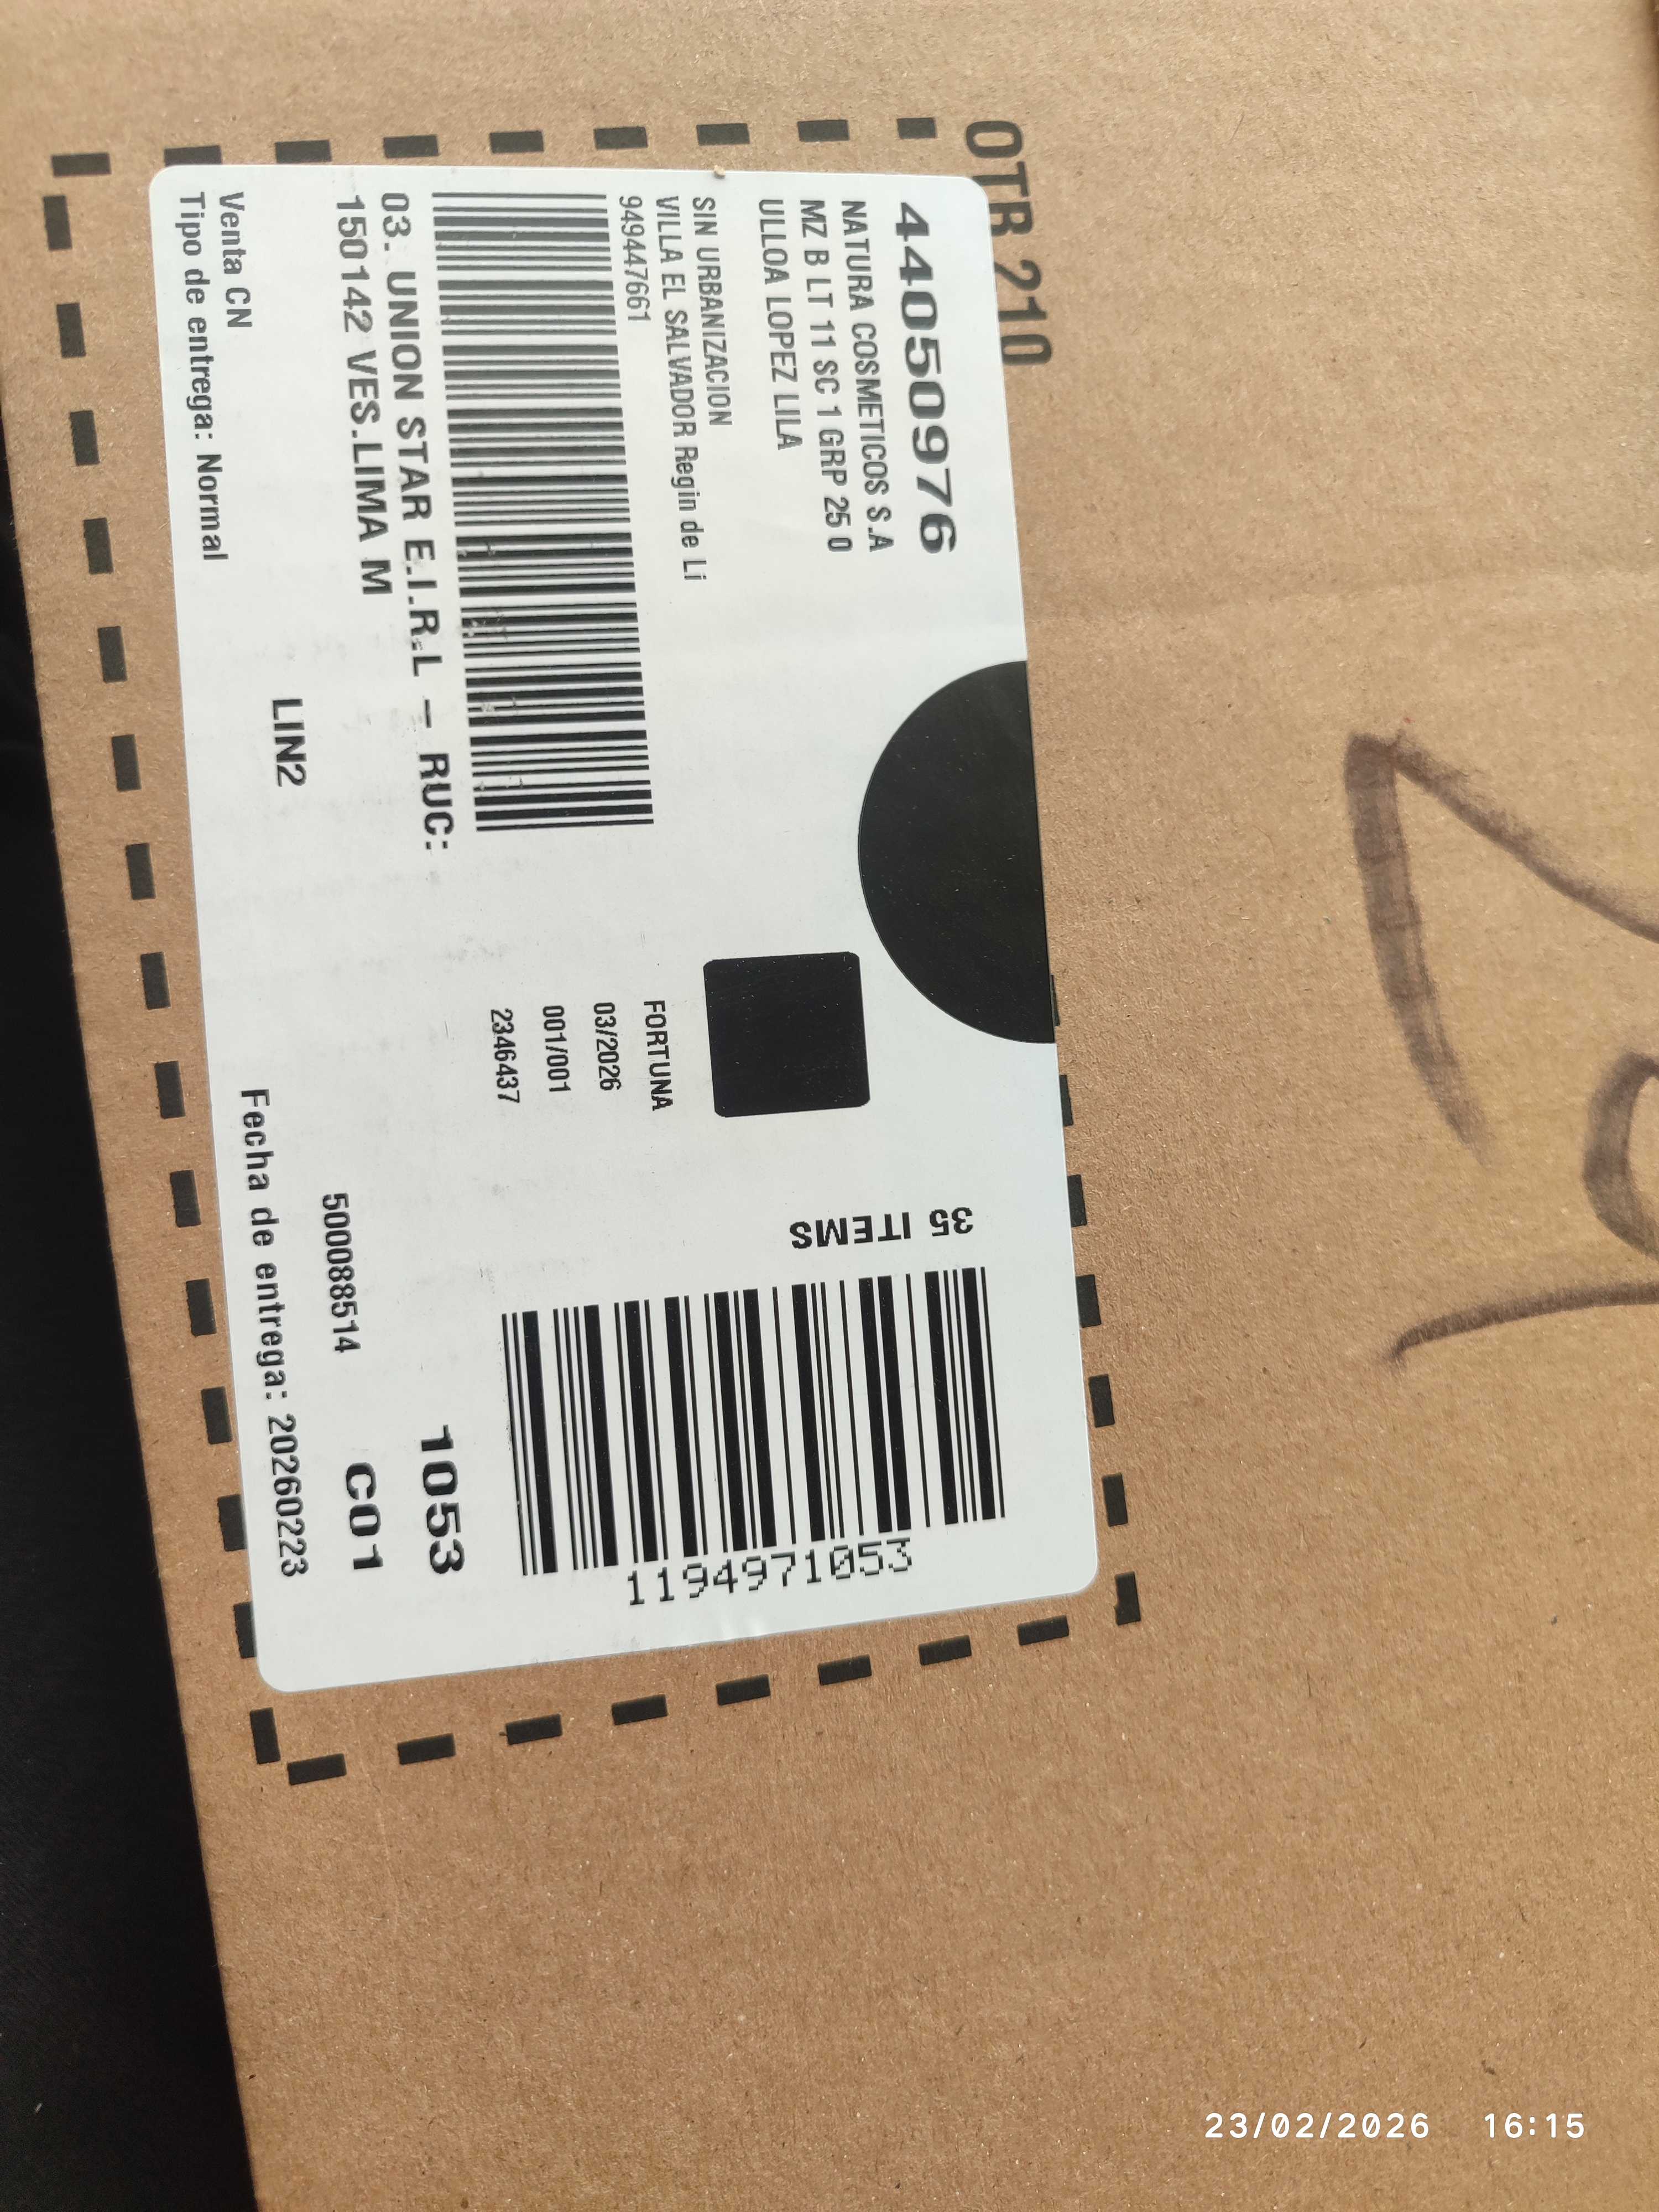 OTR 210
440509976
NATURA COSMETICOS S.A
MZ B LT 11 SC 1 GRP 25 0
ULLOA LOPEZ LILA
SIN URBANIZACION
VILLA EL SALVADOR Regin de Li
949447661
03. UNION STAR E.I.R.L – RUC:
150142 VES.LIMA M
LIN2
Venta CN
Tipo de entrega: Normal
FORTUNA
03/2026
001/001
2346437
35 ITEMS
1194971053
1053
500088514
C01
Fecha de entrega: 20260223
23/02/2026 16:15